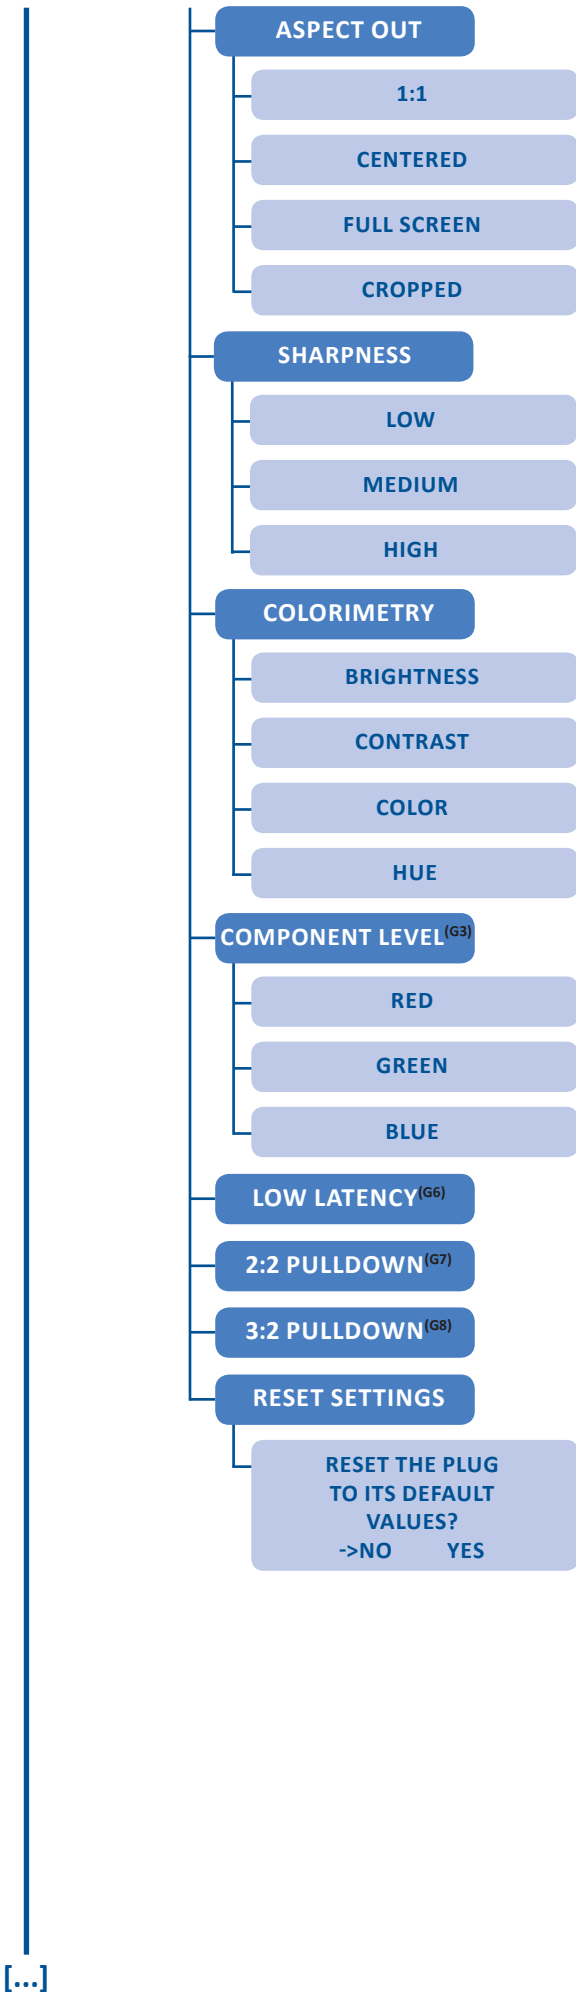 ASPECT OUT
1:1
CENTERED
FULL SCREEN
CROPPED
SHARPNESS
LOW
MEDIUM
HIGH
COLORIMETRY
BRIGHTNESS
CONTRAST
COLOR
HUE
COMPONENT LEVEL(G3)
RED
GREEN
BLUE
LOW LATENCY(G6)
2:2 PULLDOWN(G7)
3:2 PULLDOWN(G8)
RESET SETTINGS
RESET THE PLUG
TO ITS DEFAULT
VALUES?
->NO YES
[...]